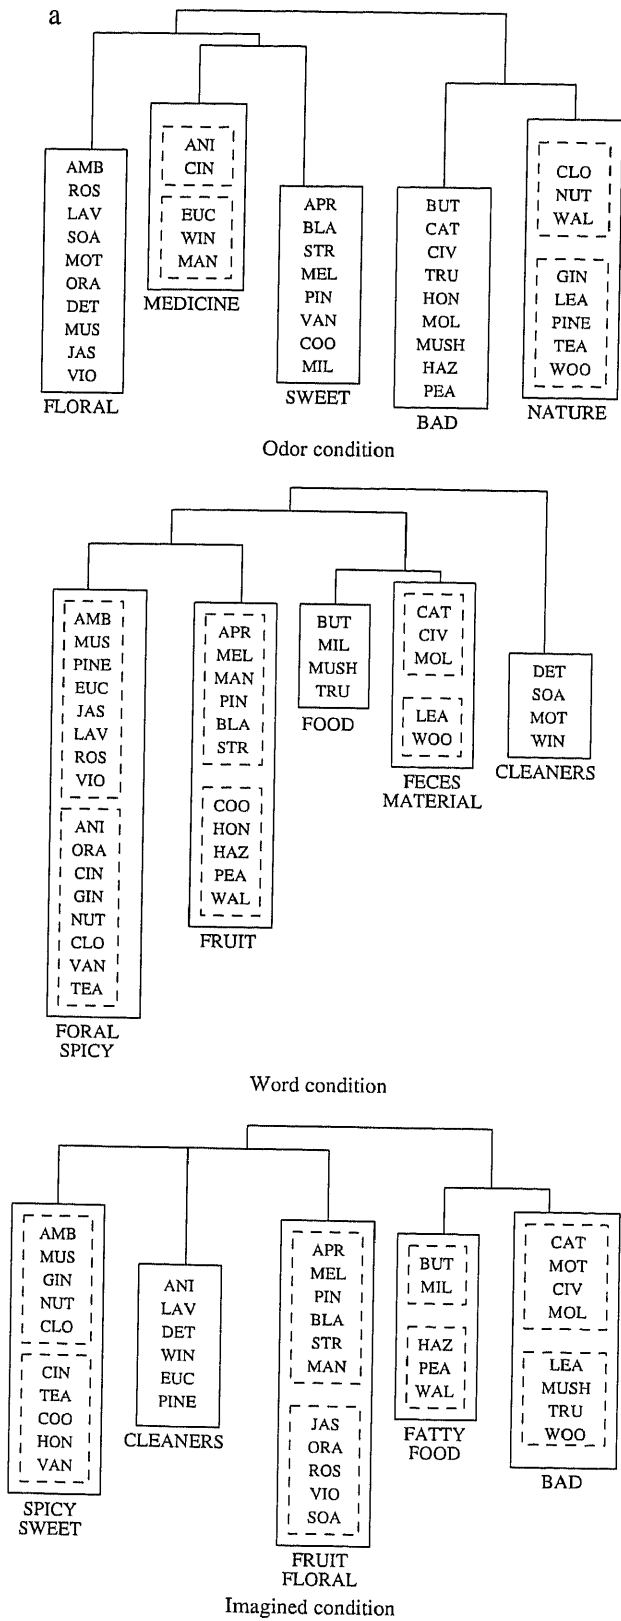 a
AMB
ROS
LAV
SOA
MOT
ORA
DET
MUS
JAS
VIO
FLORAL
ANI
CIN
EUC
WIN
MAN
MEDICINE
APR
BLA
STR
MEL
PIN
VAN
COO
MIL
SWEET
BUT
CAT
CIV
TRU
HON
MOL
MUSH
HAZ
PEA
BAD
CLO
NUT
WAL
GIN
LEA
PINE
TEA
WOO
NATURE
Odor condition
AMB
MUS
PINE
EUC
JAS
LAV
ROS
VIO
ANI
ORA
CIN
GIN
NUT
CLO
VAN
TEA
FORAL
SPICY
APR
MEL
MAN
PIN
BLA
STR
COO
HON
HAZ
PEA
WAL
FRUIT
BUT
MIL
MUSH
TRU
FOOD
CAT
CIV
MOL
LEA
WOO
FECES
MATERIAL
DET
SOA
MOT
WIN
CLEANERS
Word condition
AMB
MUS
GIN
NUT
CLO
CIN
TEA
COO
HON
VAN
SPICY
SWEET
ANI
LAV
DET
WIN
EUC
PINE
CLEANERS
APR
MEL
PIN
BLA
STR
MAN
JAS
ORA
ROS
VIO
SOA
FRUIT
FLORAL
BUT
MIL
HAZ
PEA
WAL
FATTY
FOOD
CAT
MOT
CIV
MOL
LEA
MUSH
TRU
WOO
BAD
Imagined condition